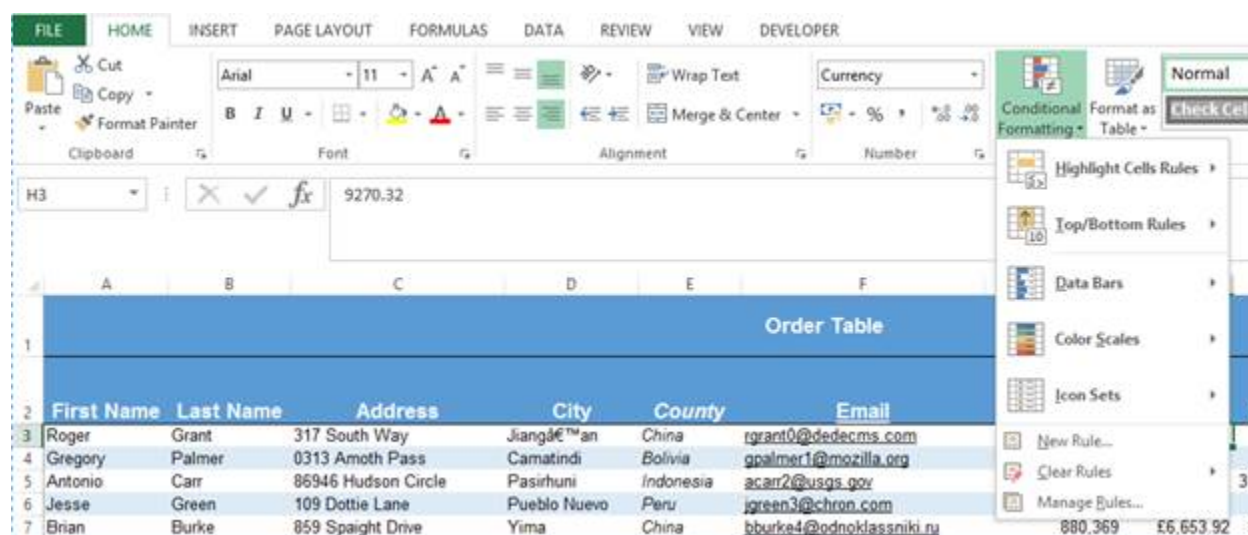 FILE HOME INSERT PAGE LAYOUT FORMULAS DATA REVIEW VIEW DEVELOPER
Paste
Cut
Copy
Format Painter
Clipboard
Arial 11 A A
B I U A
Font
Wrap Text
Merge & Center
Alignment
Currency
% ,
Number
Conditional Formatting
Format as Table
Normal
Check Cell
Highlight Cells Rules
Top/Bottom Rules
Data Bars
Color Scales
Icon Sets
New Rule...
Clear Rules
Manage Rules...
H3 fx 9270.32
A B C D E F
1 Order Table
2 First Name Last Name Address City County Email
3 Roger Grant 317 South Way Jiangâ€™an China rgrant0@dedecms.com
4 Gregory Palmer 0313 Amoth Pass Camatindi Bolivia gpalmer1@mozilla.org
5 Antonio Carr 86946 Hudson Circle Pasirhuni Indonesia acarr2@usgs.gov 3
6 Jesse Green 109 Dottie Lane Pueblo Nuevo Peru jgreen3@chron.com
7 Brian Burke 859 Spaight Drive Yima China bburke4@odnoklassniki.ru 880.369 £6,653.92